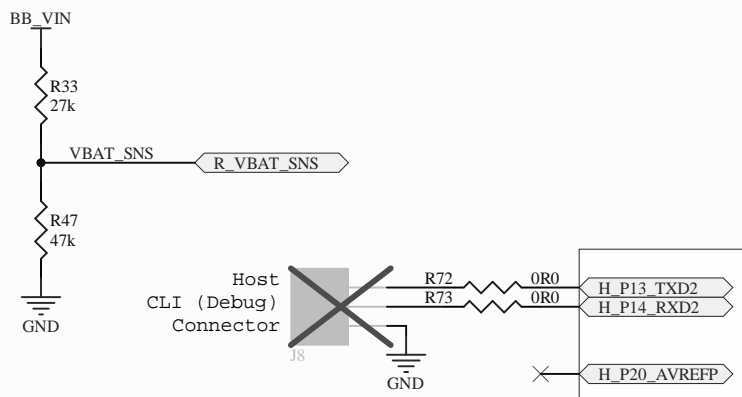 BB_VIN
R33
27k
VBAT_SNS
R_VBAT_SNS
R47
47k
GND
Host
CLI (Debug)
Connector
J8
R72
0R0
H_P13_TXD2
R73
0R0
H_P14_RXD2
GND
H_P20_AVREFP